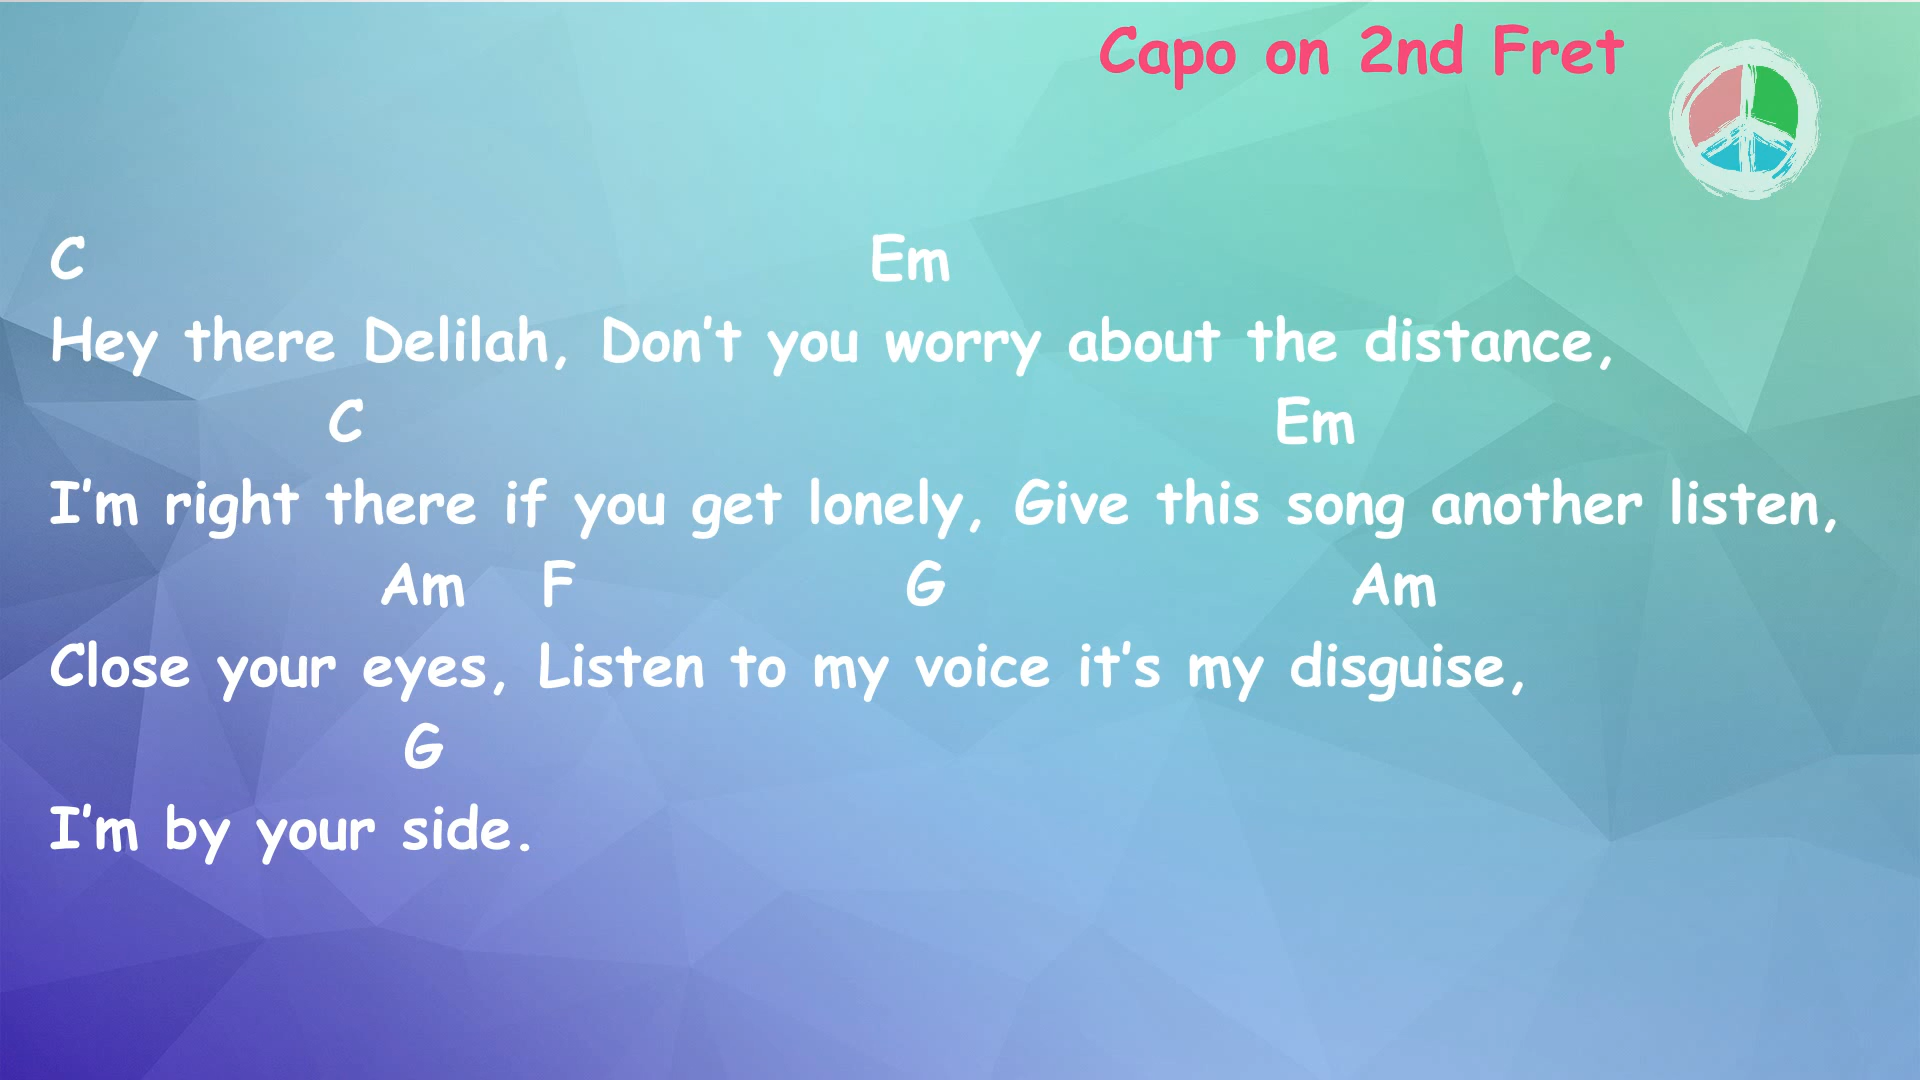 Capo on 2nd Fret
C Em
Hey there Delilah, Don't you worry about the distance,
C Em
I'm right there if you get lonely, Give this song another listen,
Am F G Am
Close your eyes, Listen to my voice it's my disguise,
G
I'm by your side.